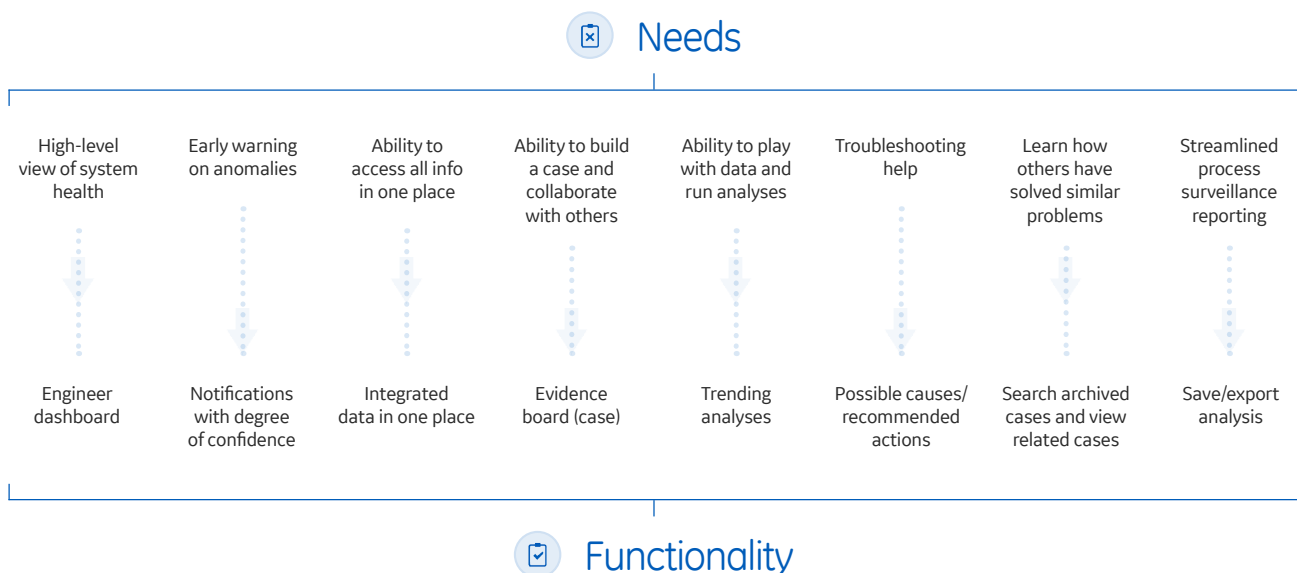 Needs
High-level
view of system
health
Early warning
on anomalies
Ability to
access all info
in one place
Ability to build
a case and
collaborate
with others
Ability to play
with data and
run analyses
Troubleshooting
help
Learn how
others have
solved similar
problems
Streamlined
process
surveillance
reporting
Engineer
dashboard
Notifications
with degree
of confidence
Integrated
data in one place
Evidence
board (case)
Trending
analyses
Possible causes/
recommended
actions
Search archived
cases and view
related cases
Save/export
analysis
Functionality